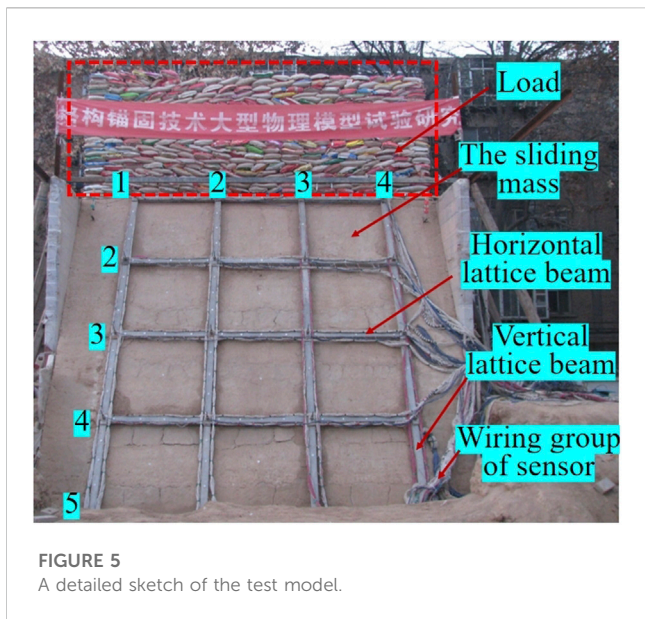 Load
格构锚固技术大型物理模型试验研究
The sliding
mass
1 2 3 4
2
Horizontal
lattice beam
3
Vertical
lattice beam
4
Wiring group
of sensor
5
FIGURE 5
A detailed sketch of the test model.